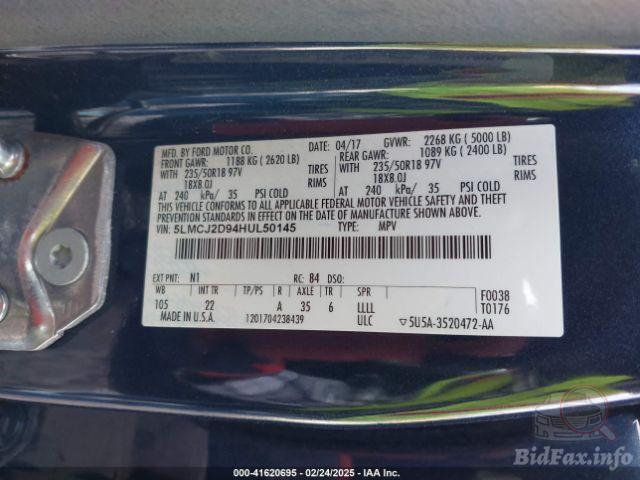 MFD. BY FORD MOTOR CO. DATE: 04/17 GVWR: 2268 KG ( 5000 LB)
FRONT GAWR: 1188 KG ( 2620 LB) REAR GAWR: 1089 KG ( 2400 LB)
WITH 235/50R18 97V TIRES WITH 235/50R18 97V TIRES
18X8.0J RIMS 18X8.0J RIMS
AT 240 kPa/ 35 PSI COLD AT 240 kPa/ 35 PSI COLD
THIS VEHICLE CONFORMS TO ALL APPLICABLE FEDERAL MOTOR VEHICLE SAFETY AND THEFT
PREVENTION STANDARDS IN EFFECT ON THE DATE OF MANUFACTURE SHOWN ABOVE.
VIN: 5LMCJ2D94HUL50145 TYPE: MPV
EXT PNT: N1 RC: 84 DSO:
WB INT TR TP/PS R AXLE TR SPR F0038
105 22 A 35 6 LLLL T0176
MADE IN U.S.A. 1201704238439 ULC ▽5U5A-3520472-AA
BidFax.info
000-41620695 - 02/24/2025 - IAA Inc.